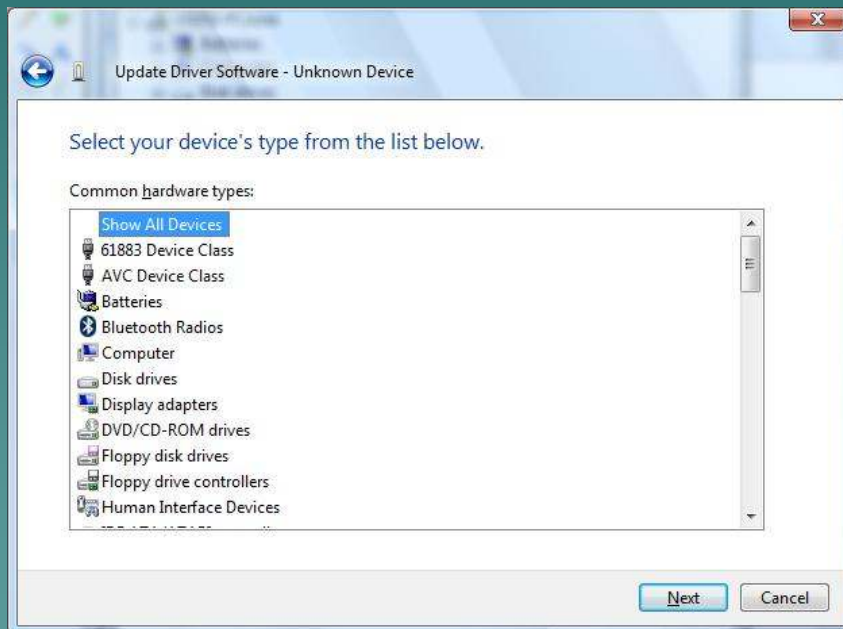 Update Driver Software - Unknown Device
Select your device's type from the list below.
Common hardware types:
Show All Devices
61883 Device Class
AVC Device Class
Batteries
Bluetooth Radios
Computer
Disk drives
Display adapters
DVD/CD-ROM drives
Floppy disk drives
Floppy drive controllers
Human Interface Devices
Next Cancel